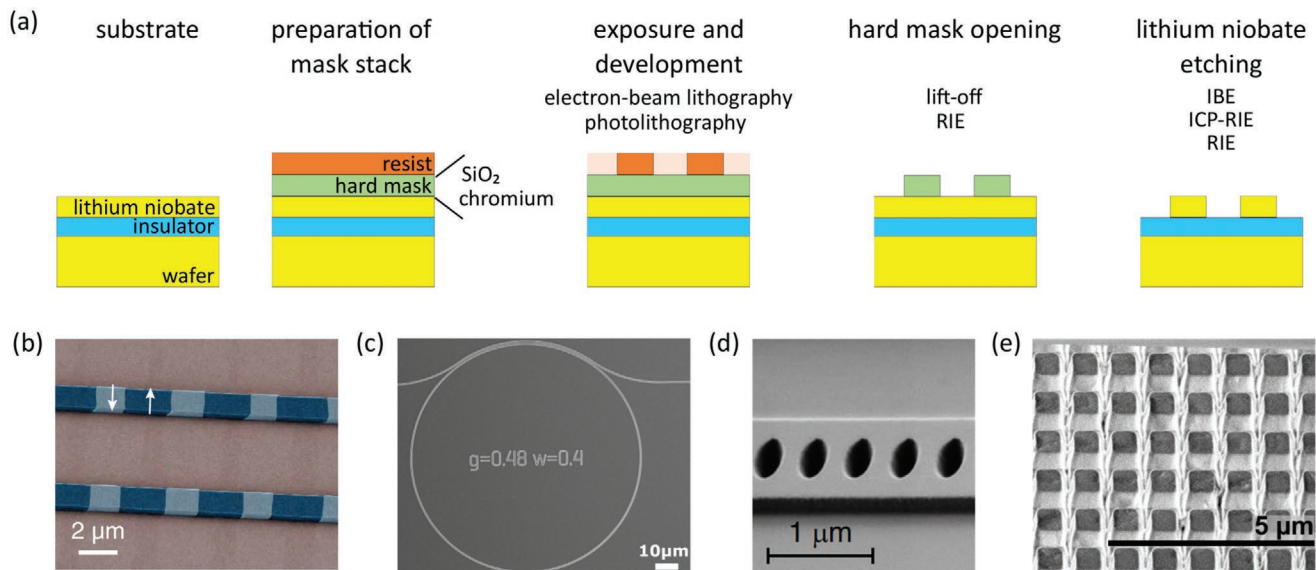 (a)
substrate
preparation of
mask stack
exposure and
development
electron-beam lithography
photolithography
hard mask opening
lift-off
RIE
lithium niobate
etching
IBE
ICP-RIE
RIE
resist
hard mask
SiO₂
chromium
lithium niobate
insulator
wafer
(b)
2 μm
(c)
g=0.48 w=0.4
10μm
(d)
1 μm
(e)
5 μm